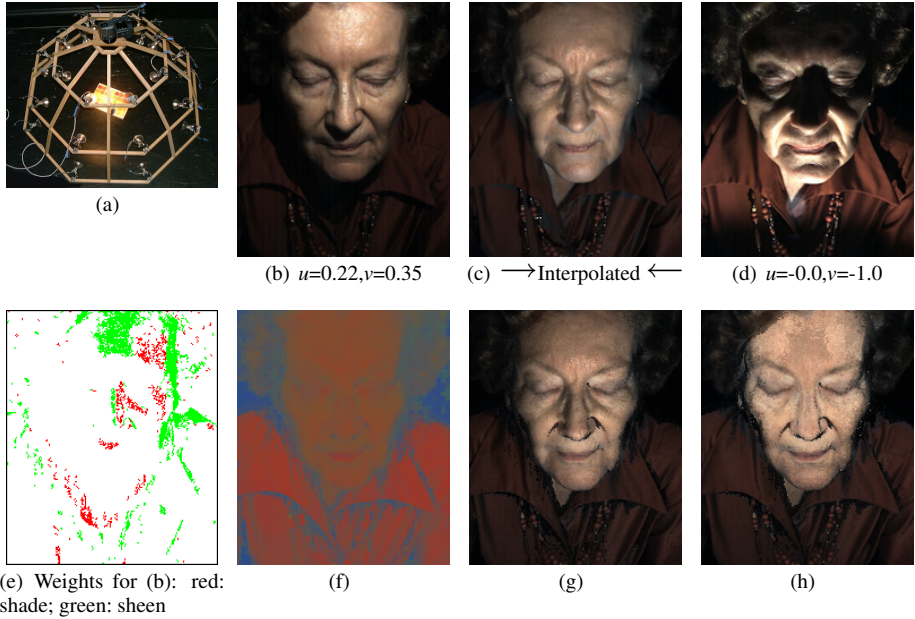 (a)
(b) u=0.22,v=0.35
(c) →Interpolated ←
(d) u=-0.0,v=-1.0
(e) Weights for (b): red:
shade; green: sheen
(f)
(g)
(h)